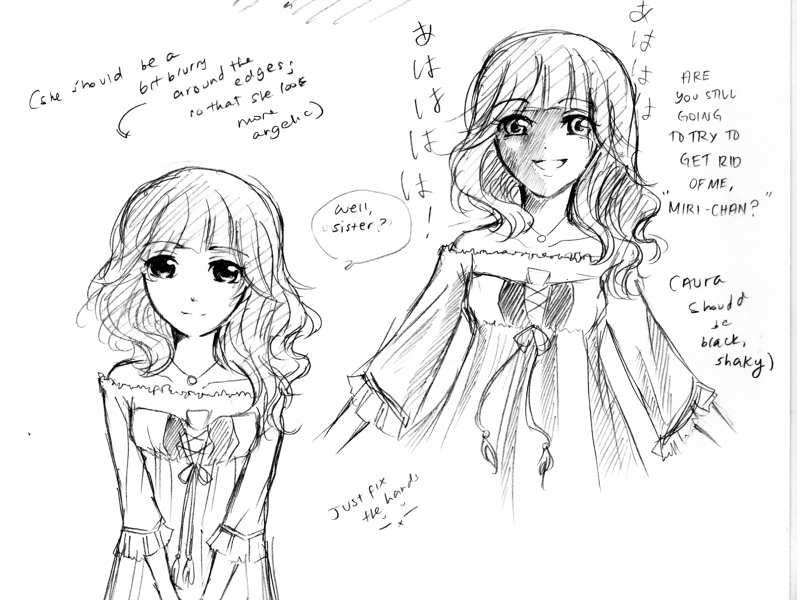 (she should be a
bit blurry
around the
edges;
so that she look
more
angelic)
well,
sister?
あはははは!
あははは
ARE
YOU STILL
GOING
TO TRY TO
GET RID
OF ME,
"MIRI-CHAN?"
(AURA
should
be
black,
shaky)
JUST FIX
the hands